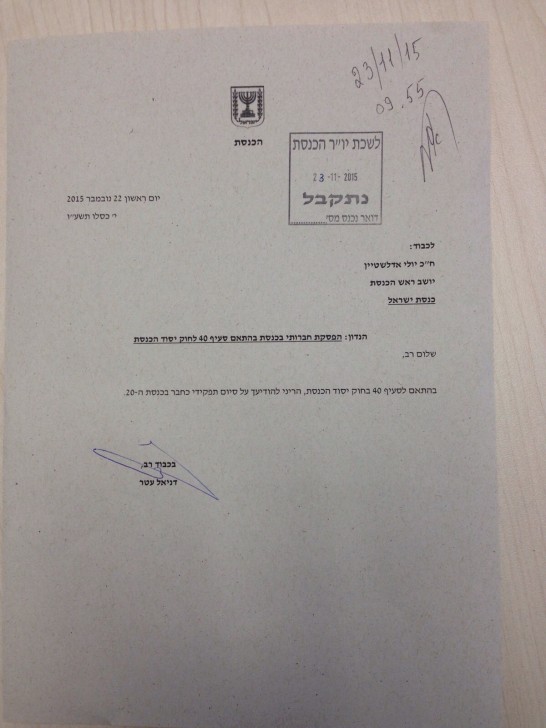 23/11/15
09.55
הכנסת
לשכת יו"ר הכנסת
23-11-2015
נתקבל
דואר נכנס מס'
יום ראשון 22 נובמבר 2015
י' כסלו תשע"ו
לכבוד:
ח"כ יולי אדלשטיין
יושב ראש הכנסת
כנסת ישראל
הנדון: הפסקת חברותי בכנסת בהתאם סעיף 40 לחוק יסוד הכנסת
שלום רב,
בהתאם לסעיף 40 בחוק יסוד הכנסת, הריני להודיעך על סיום תפקידי כחבר בכנסת ה-20.
בכבוד רב,
דניאל עטר